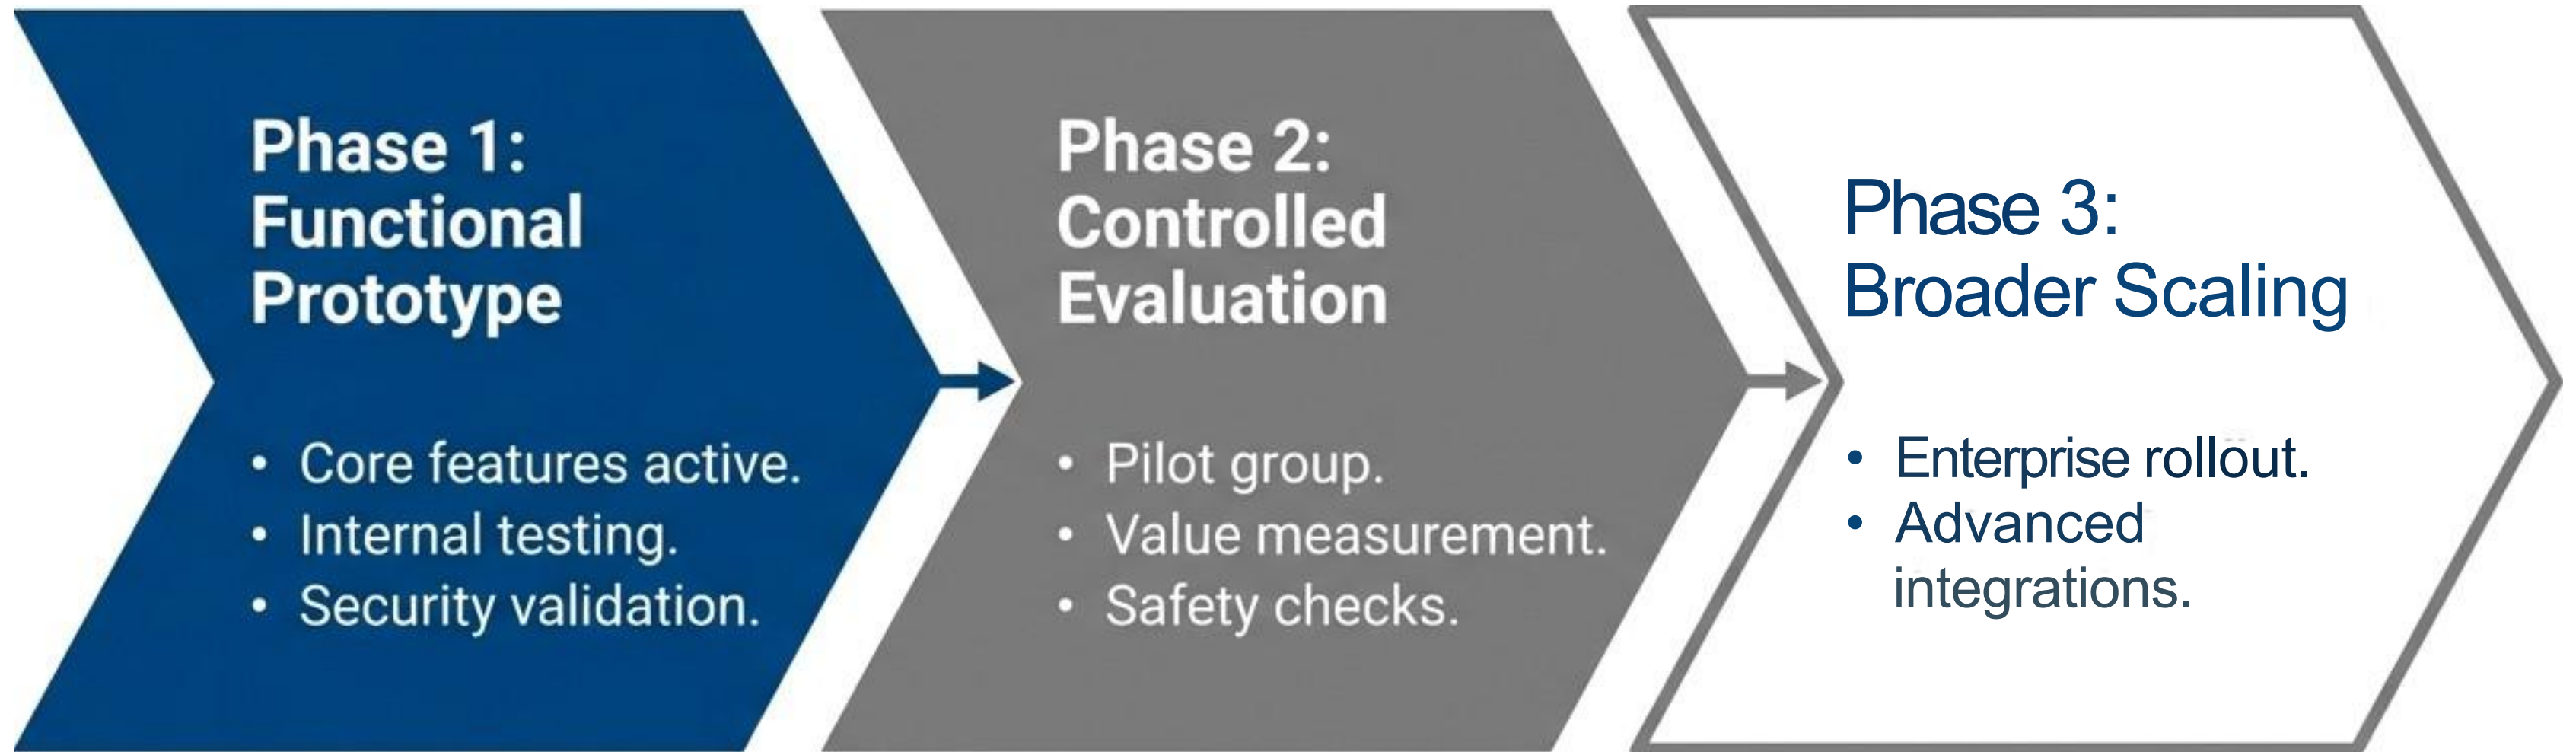 Phase 1:
Functional
Prototype
• Core features active.
• Internal testing.
• Security validation.
Phase 2:
Controlled
Evaluation
• Pilot group.
• Value measurement.
• Safety checks.
Phase 3:
Broader Scaling
• Enterprise rollout.
• Advanced
integrations.